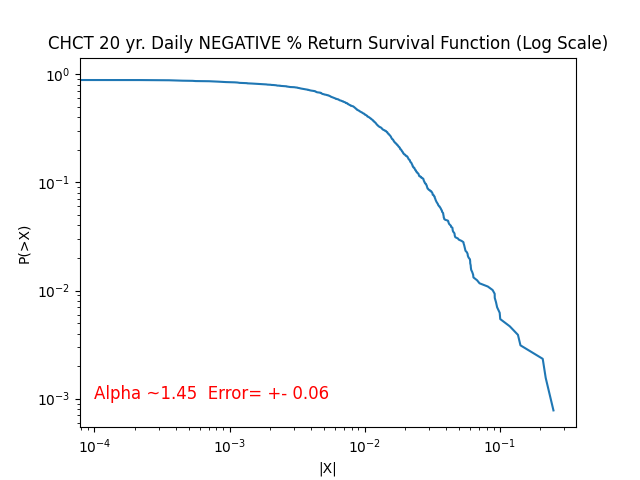 CHCT 20 yr. Daily NEGATIVE % Return Survival Function (Log Scale)
10⁰
10⁻¹
10⁻²
10⁻³
P(>X)
Alpha ~1.45  Error= +- 0.06
10⁻⁴ 10⁻³ 10⁻² 10⁻¹
|X|